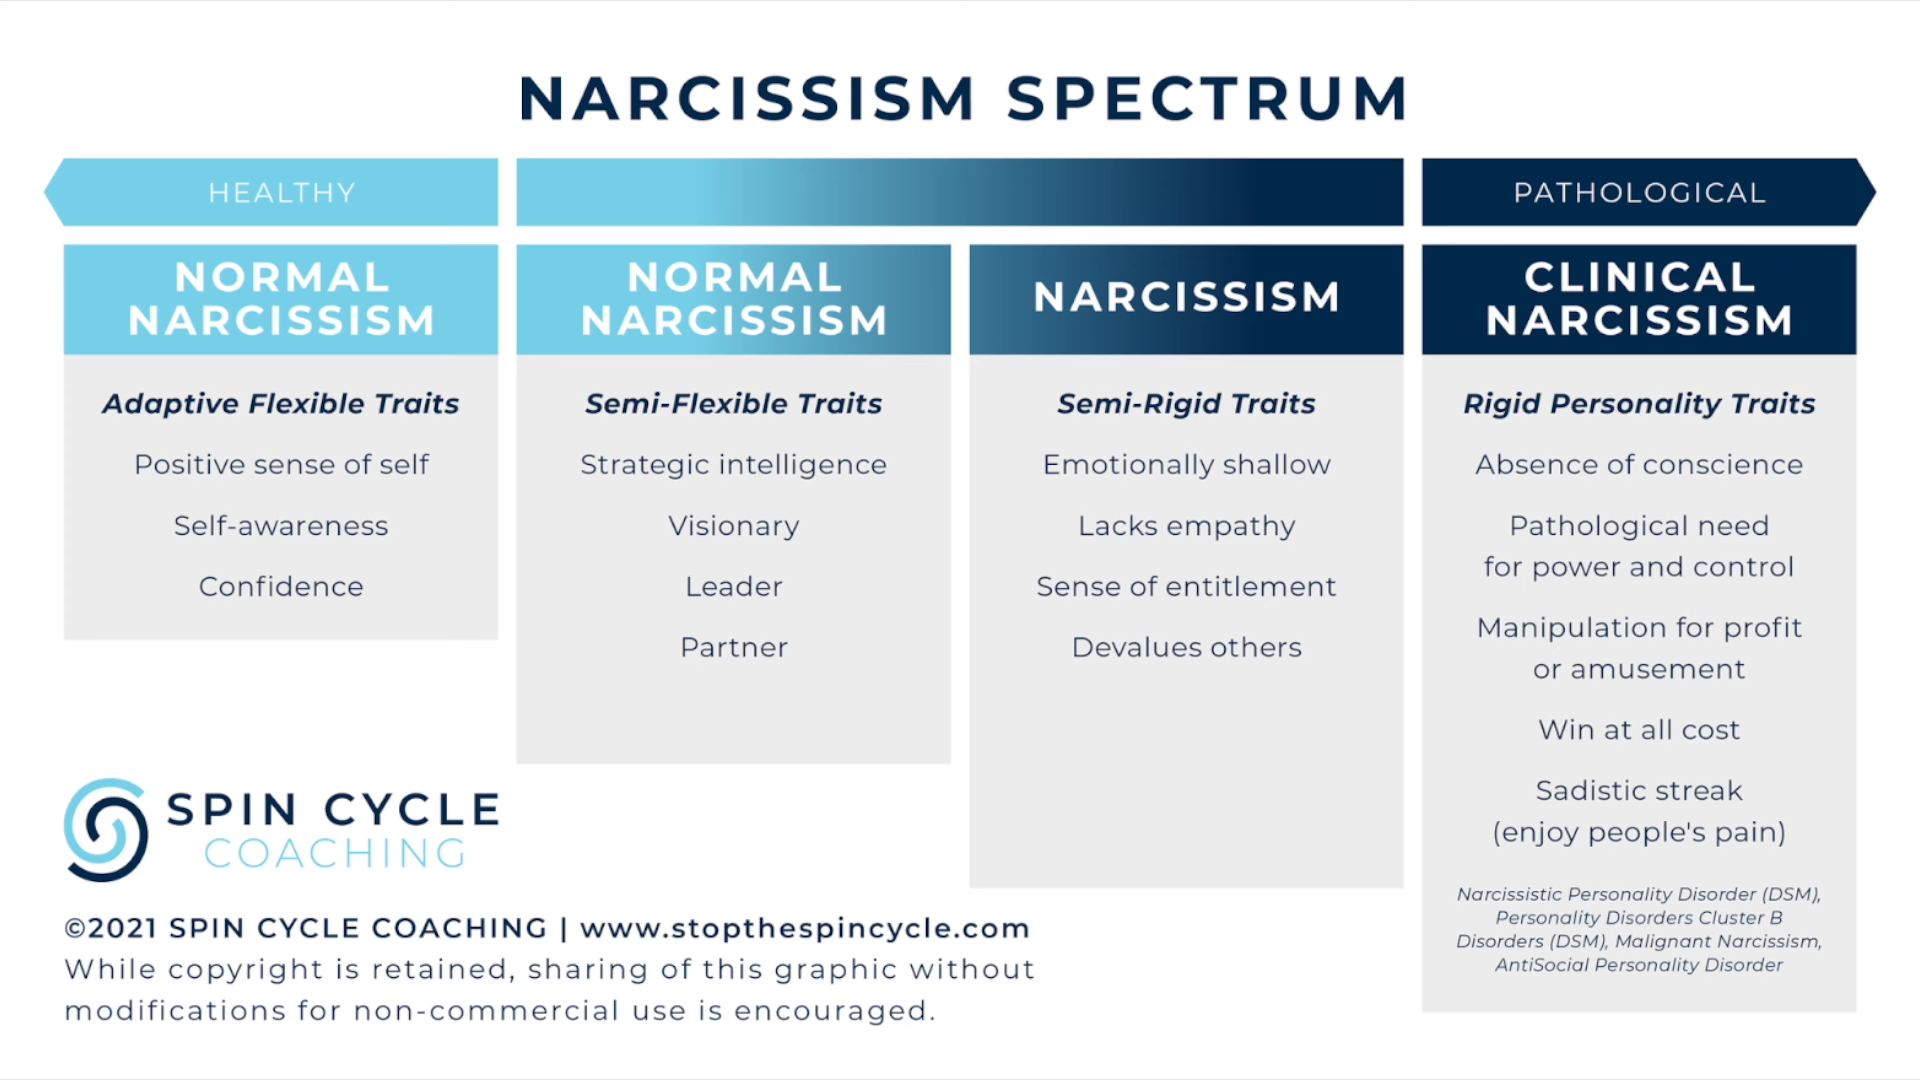 NARCISSISM SPECTRUM
HEALTHY
PATHOLOGICAL
NORMAL
NARCISSISM
Adaptive Flexible Traits
Positive sense of self
Self-awareness
Confidence
NORMAL
NARCISSISM
Semi-Flexible Traits
Strategic intelligence
Visionary
Leader
Partner
NARCISSISM
Semi-Rigid Traits
Emotionally shallow
Lacks empathy
Sense of entitlement
Devalues others
CLINICAL
NARCISSISM
Rigid Personality Traits
Absence of conscience
Pathological need
for power and control
Manipulation for profit
or amusement
Win at all cost
Sadistic streak
(enjoy people's pain)
Narcissistic Personality Disorder (DSM),
Personality Disorders Cluster B
Disorders (DSM), Malignant Narcissism,
AntiSocial Personality Disorder
SPIN CYCLE
COACHING
©2021 SPIN CYCLE COACHING | www.stopthespincycle.com
While copyright is retained, sharing of this graphic without
modifications for non-commercial use is encouraged.